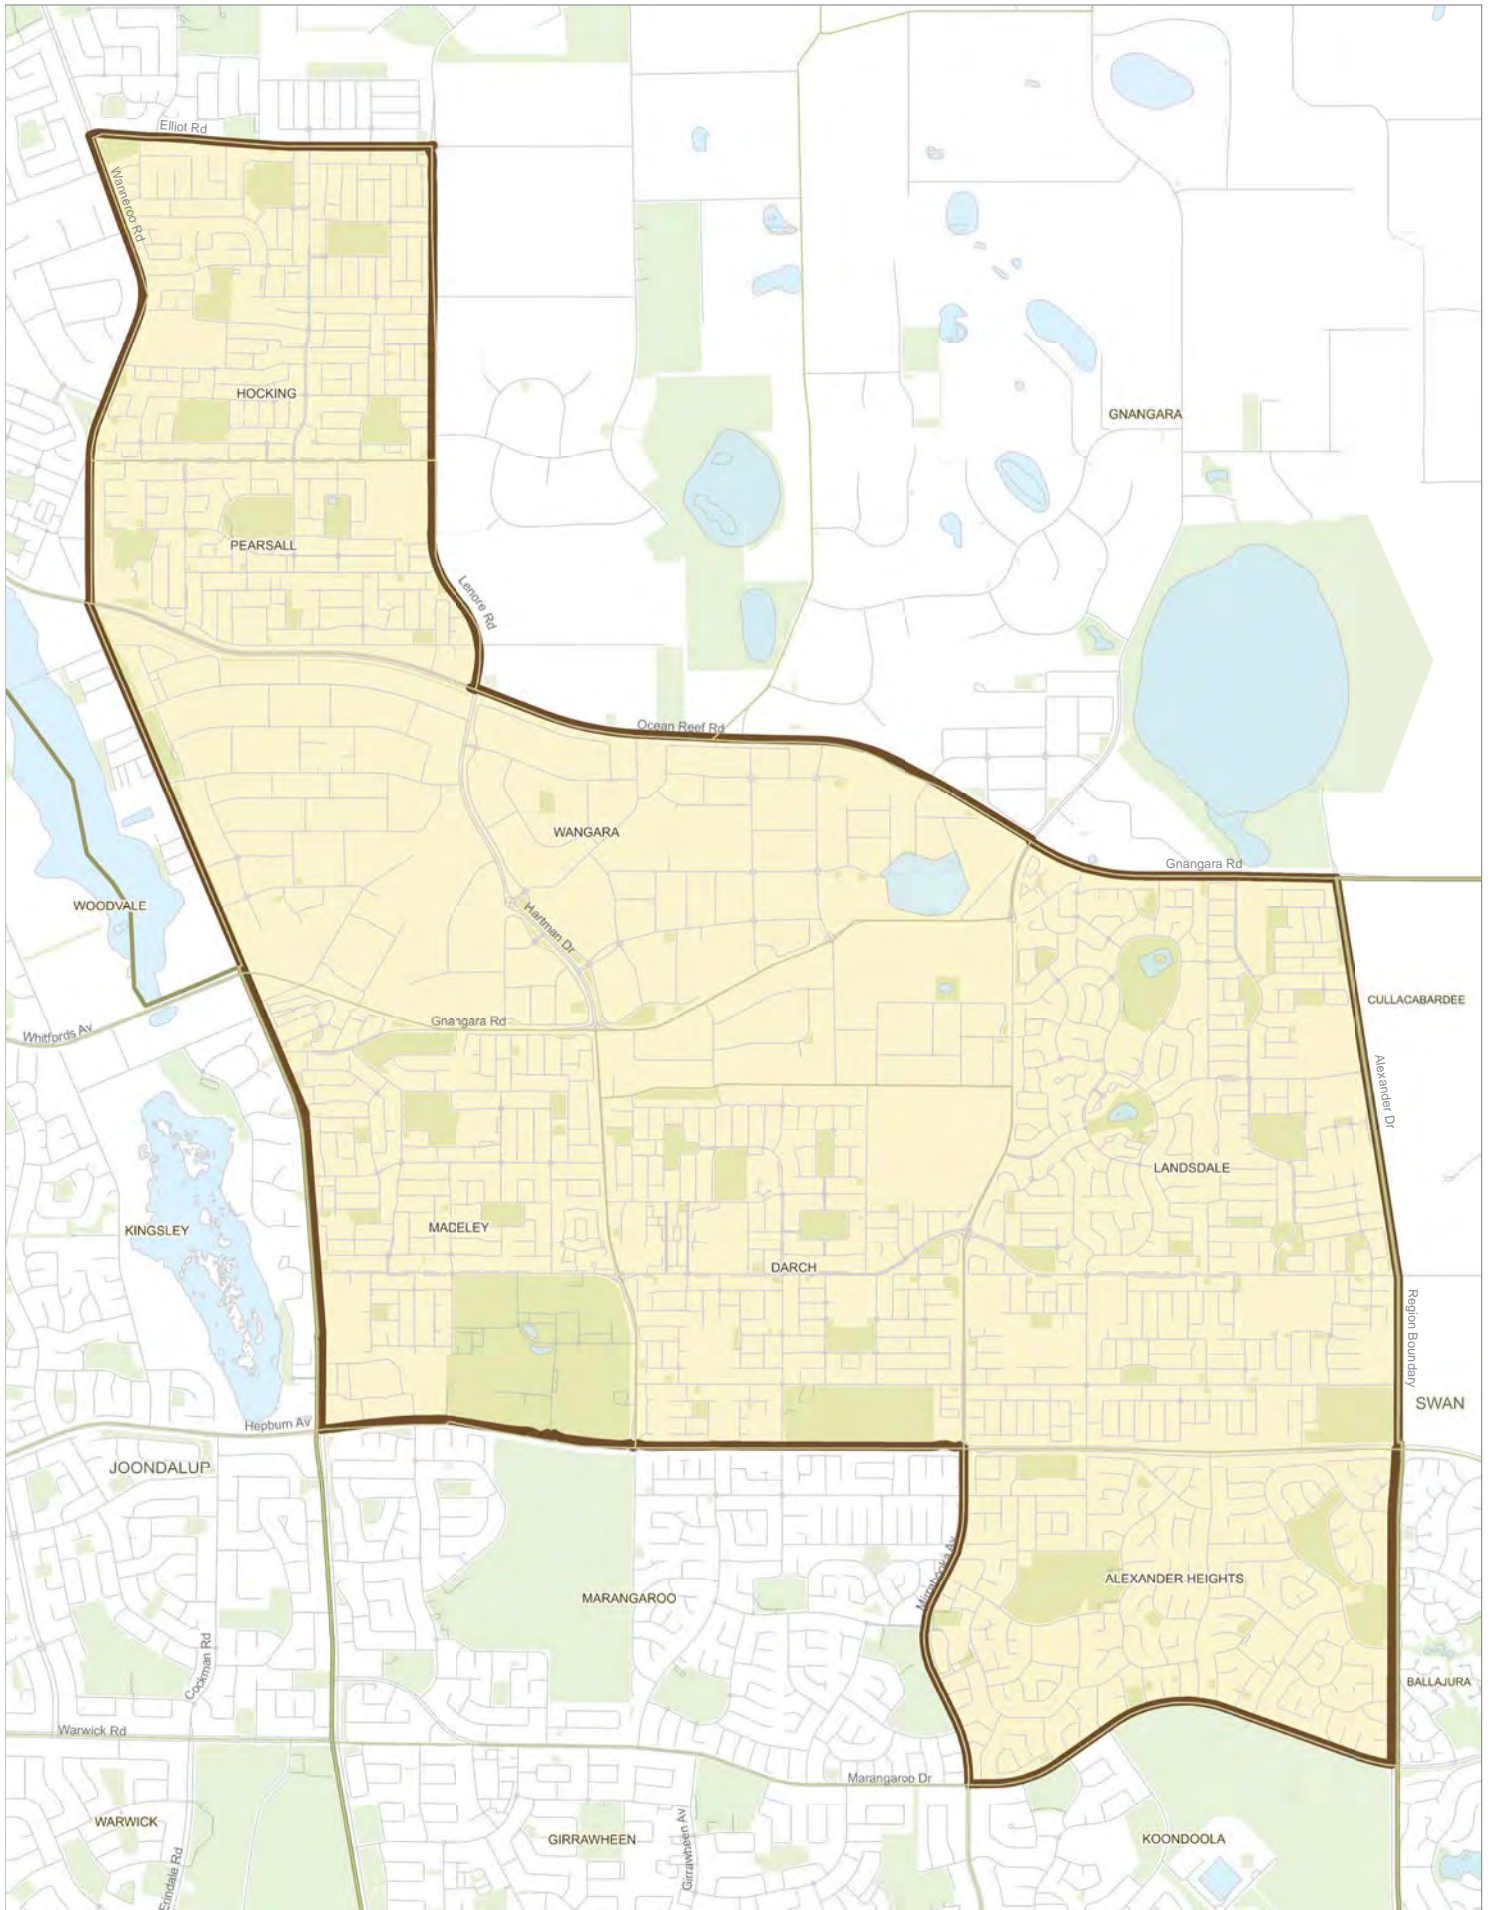 Elliot Rd
Wanneroo Rd
HOCKING
GNANGARA
PEARSALL
Lenore Rd
Ocean Reef Rd
WANGARA
Gnangara Rd
WOODVALE
Hartman Dr
CULLACABARDEE
Gnangara Rd
Whitfords Av
Alexander Dr
LANDSDALE
KINGSLEY
MADELEY
DARCH
Region Boundary
SWAN
Hepburn Av
JOONDALUP
Mirrabooka Av
ALEXANDER HEIGHTS
MARANGAROO
Cockman Rd
BALLAJURA
Warwick Rd
Marangaroo Dr
WARWICK
GIRRAWHEEN
Girrawheen Av
KOONDOOLA
Erindale Rd